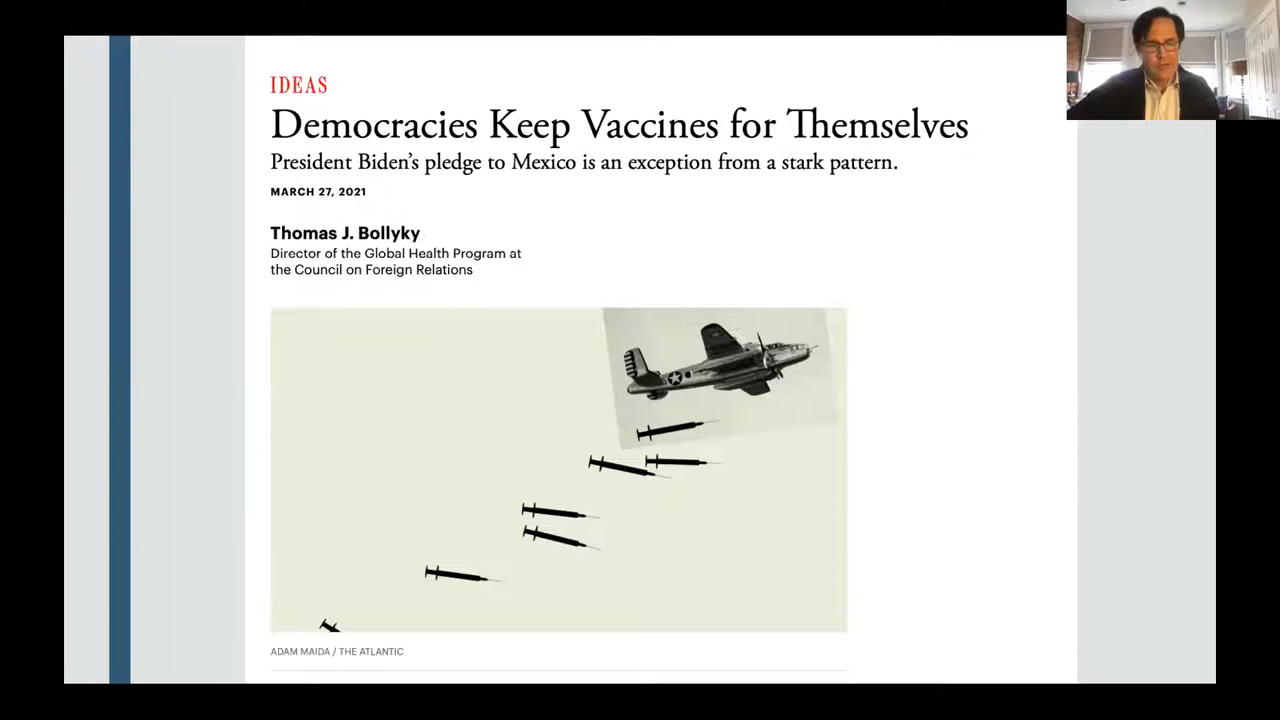 IDEAS
Democracies Keep Vaccines for Themselves
President Biden's pledge to Mexico is an exception from a stark pattern.
MARCH 27, 2021
Thomas J. Bollyky
Director of the Global Health Program at
the Council on Foreign Relations
ADAM MAIDA / THE ATLANTIC